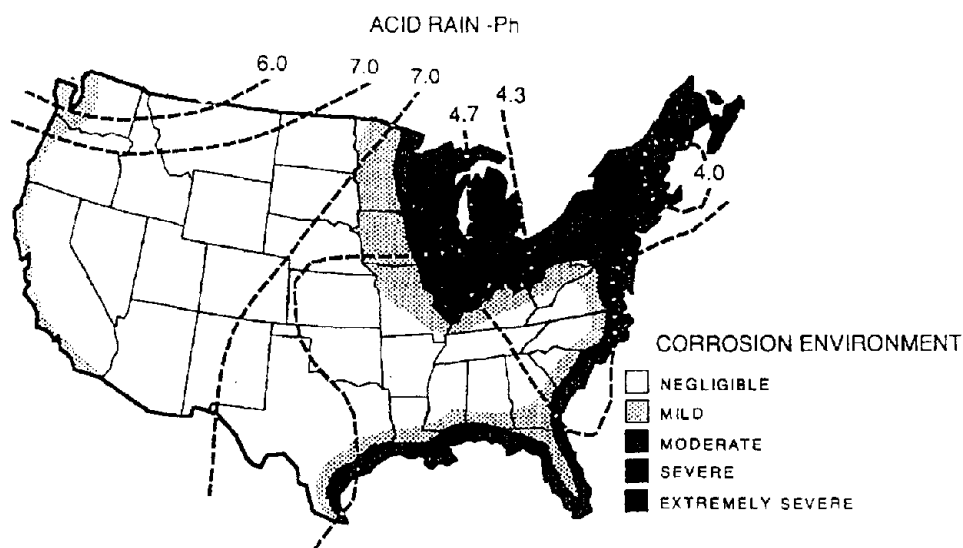 ACID RAIN -Ph
6.0
7.0
7.0
4.7
4.3
4.0
CORROSION ENVIRONMENT
NEGLIGIBLE
MILD
MODERATE
SEVERE
EXTREMELY SEVERE